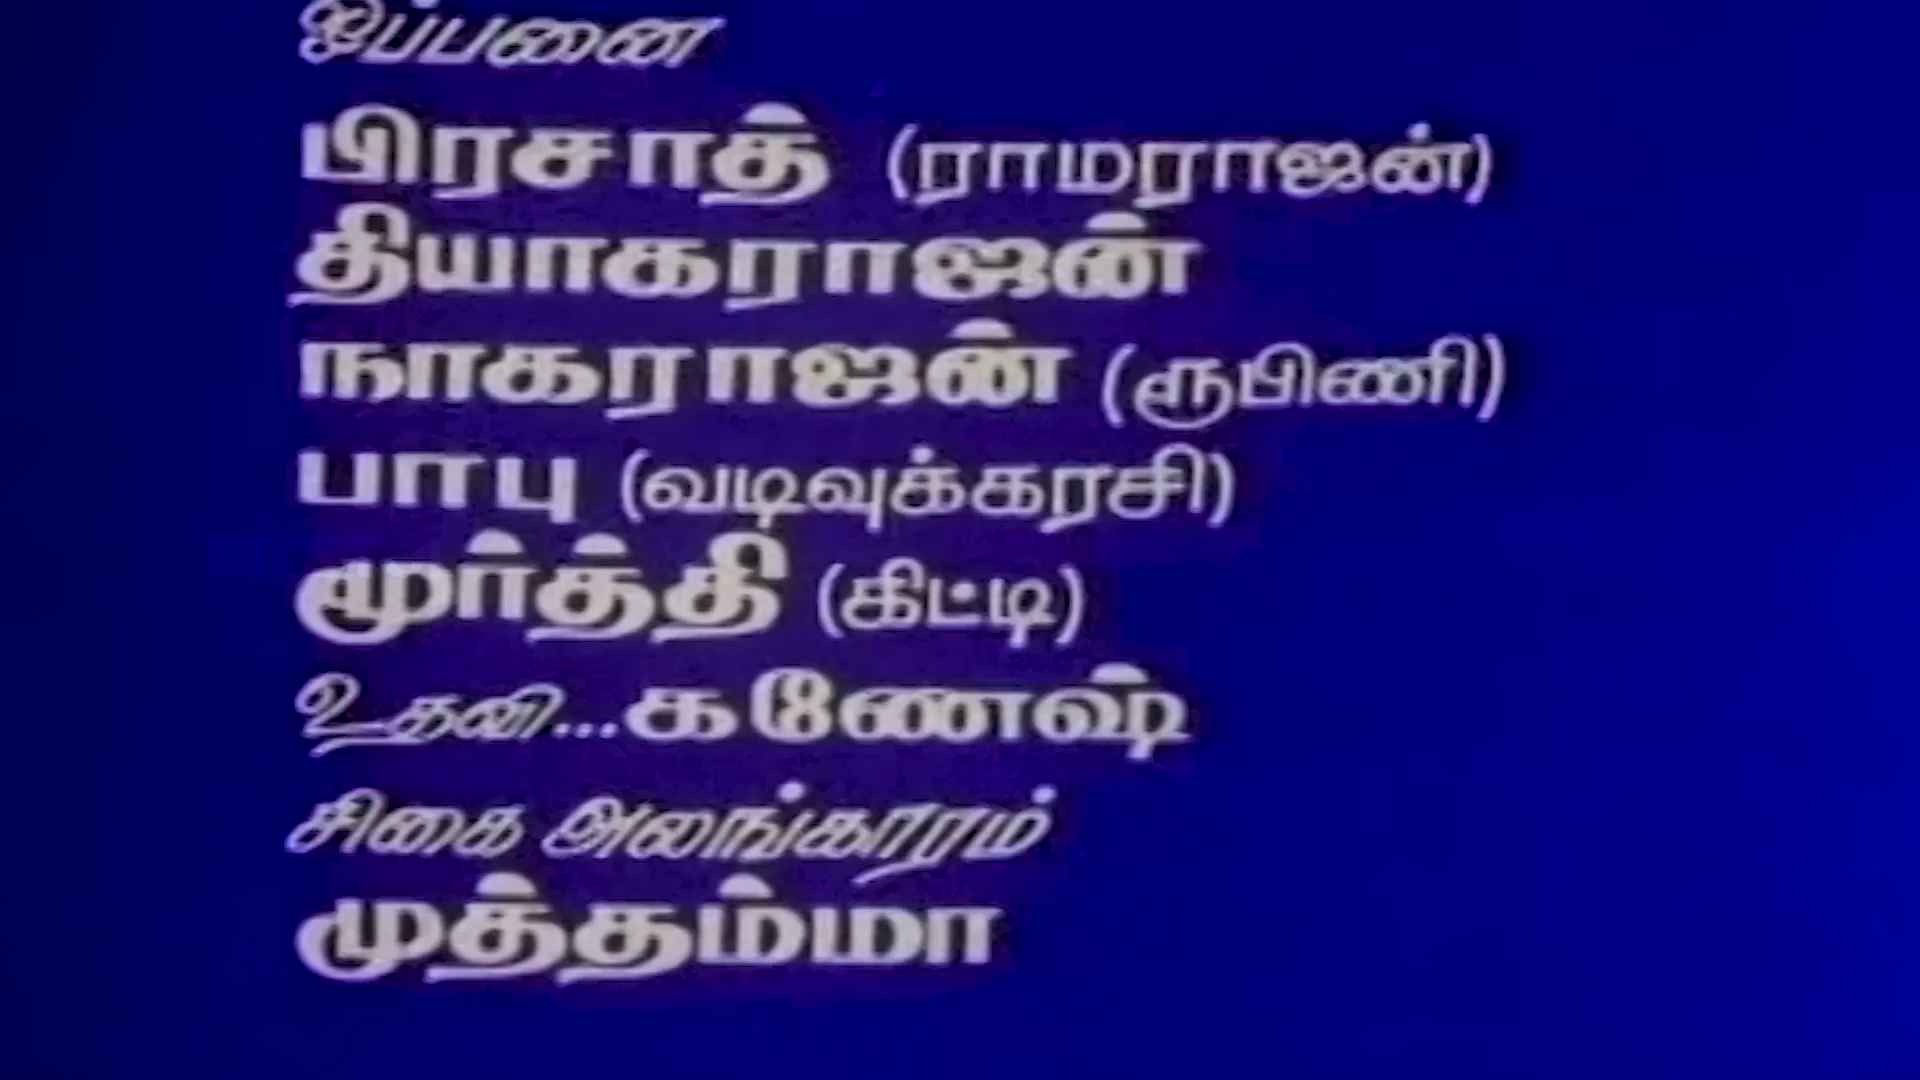 ஒப்பனை
பிரசாத் (ராமராஜன்)
தியாகராஜன்
நாகராஜன் (ரூபிணி)
பாபு (வடிவுக்கரசி)
மூர்த்தி (கிட்டி)
உதவி...கணேஷ்
சிகை அலங்காரம்
முத்தம்மா